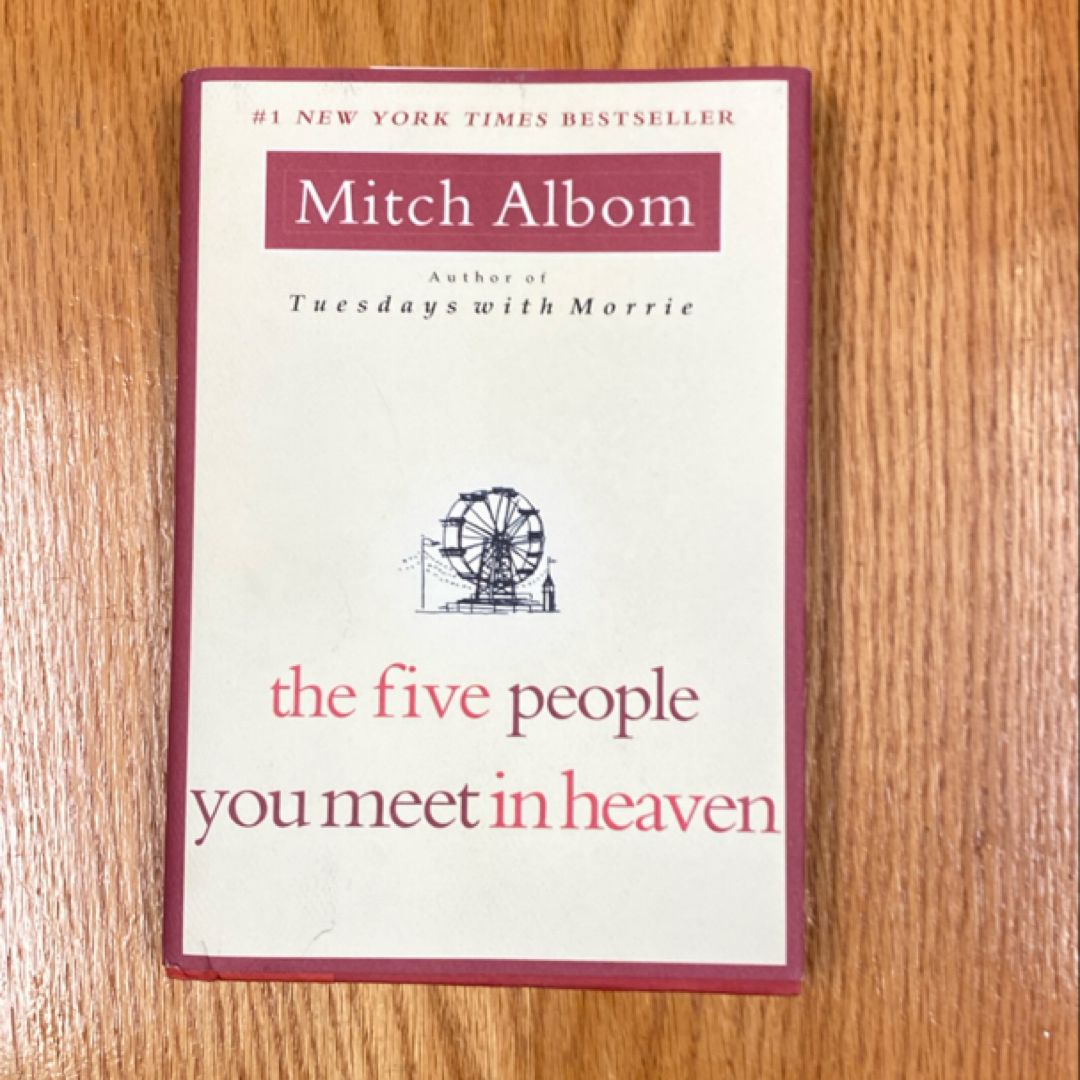 #1 NEW YORK TIMES BESTSELLER
Mitch Albom
Author of
Tuesdays with Morrie
the five people
you meet in heaven